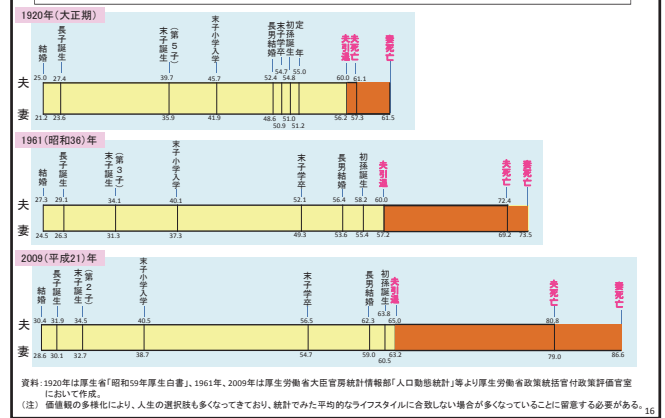 1920年(大正期)
結婚
長子誕生
(第5子)
末子誕生
末子小学入学
長男結婚
末子学卒
初孫誕生
定年
夫引退
夫死亡
妻死亡
25.0 27.4 39.7 45.7 52.4 54.7 54.8 55.0 60.0 61.1
夫
妻
21.2 23.6 35.9 41.9 48.6 50.9 51.0 51.2 56.2 57.3 61.5
1961(昭和36)年
結婚
長子誕生
(第3子)
末子誕生
末子小学入学
末子学卒
長男結婚
初孫誕生
夫引退
夫死亡
妻死亡
27.3 29.1 34.1 40.1 52.1 56.4 58.2 60.0 72.4
夫
妻
24.5 26.3 31.3 37.3 49.3 53.6 55.4 57.2 69.2 73.5
2009(平成21)年
結婚
長子誕生
(第2子)
末子誕生
末子小学入学
末子学卒
長男結婚
初孫誕生
夫引退
夫死亡
妻死亡
30.4 31.9 34.5 40.5 56.5 62.3 63.8 65.0 80.8
夫
妻
28.6 30.1 32.7 38.7 54.7 59.0 60.5 63.2 79.0 86.6
資料:1920年は厚生省「昭和59年厚生白書」、1961年、2009年は厚生労働省大臣官房統計情報部「人口動態統計」等より厚生労働省政策統括官付政策評価官室
において作成。
(注) 価値観の多様化により、人生の選択肢も多くなってきており、統計でみた平均的なライフスタイルに合致しない場合が多くなっていることに留意する必要がある。
16